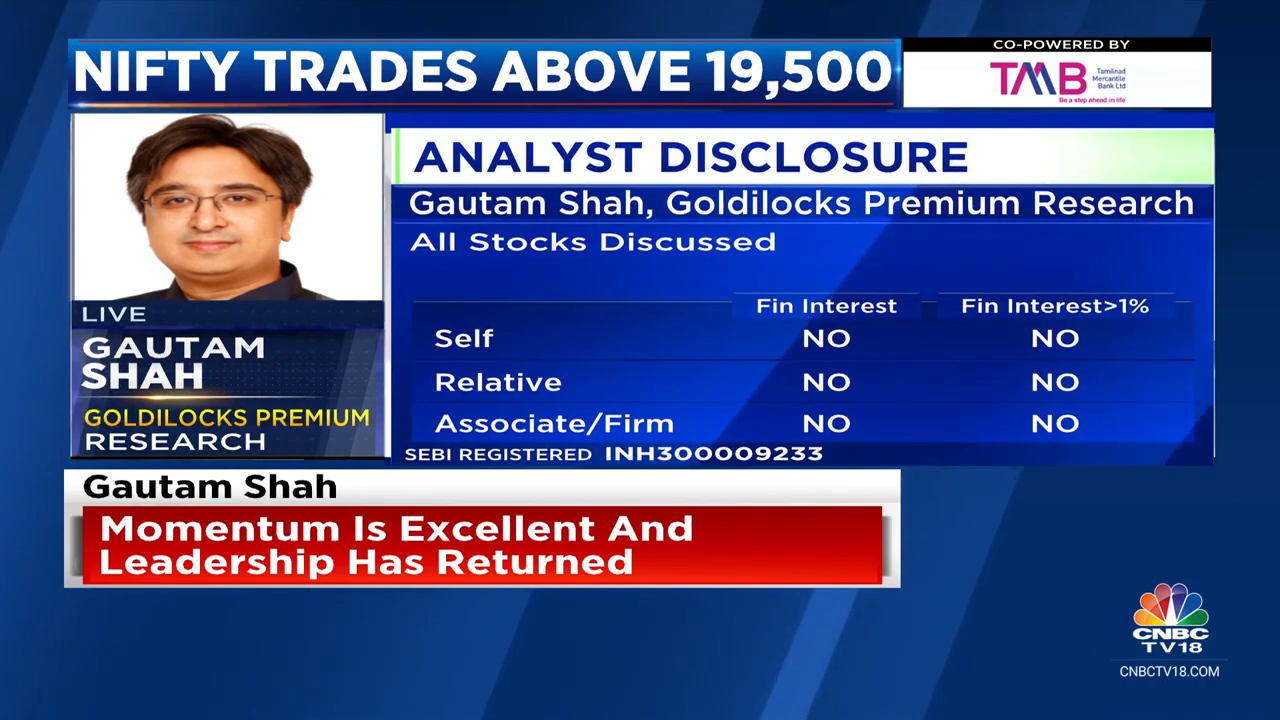 NIFTY TRADES ABOVE 19,500
CO-POWERED BY
TMB
Tamilnad
Mercantile
Bank Ltd
Be a step ahead in life
ANALYST DISCLOSURE
Gautam Shah, Goldilocks Premium Research
All Stocks Discussed
Fin Interest Fin Interest>1%
Self NO NO
Relative NO NO
Associate/Firm NO NO
SEBI REGISTERED INH300009233
LIVE
GAUTAM
SHAH
GOLDILOCKS PREMIUM
RESEARCH
Gautam Shah
Momentum Is Excellent And
Leadership Has Returned
CNBC
TV18
CNBCTV18.COM